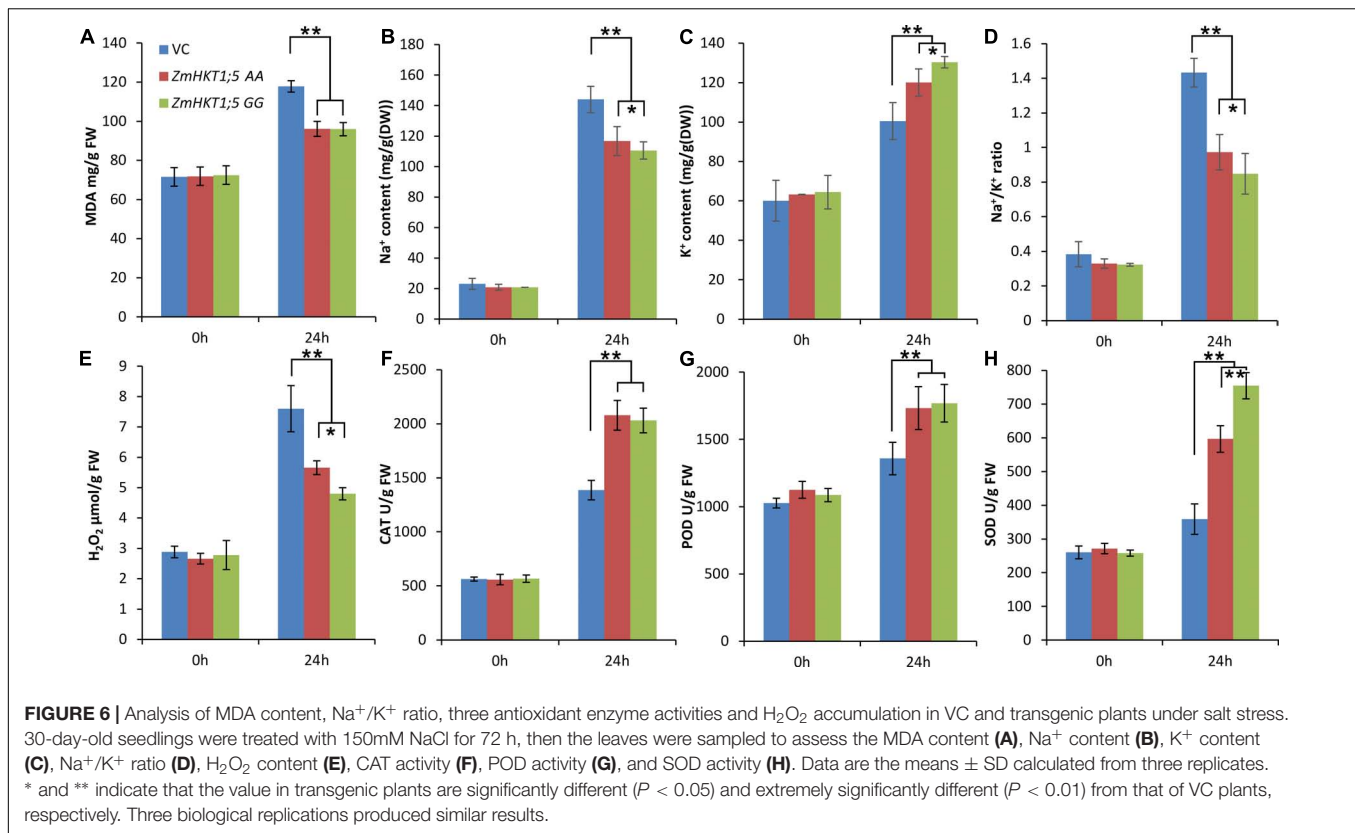 A
MDA mg/g FW
140
120
100
80
60
40
20
0
VC
ZmHKT1;5 AA
ZmHKT1;5 GG
**
0h
24h
B
Na⁺ content (mg/g(DW))
180
160
140
120
100
80
60
40
20
0
**
*
0h
24h
C
K⁺ content (mg/g(DW))
140
120
100
80
60
40
20
0
**
*
0h
24h
D
Na⁺/K⁺ ratio
1.6
1.4
1.2
1
0.8
0.6
0.4
0.2
0
**
*
0h
24h
E
H₂O₂ μmol/g FW
9
8
7
6
5
4
3
2
1
0
**
*
0h
24h
F
CAT U/g FW
2500
2000
1500
1000
500
0
**
0h
24h
G
POD U/g FW
2000
1500
1000
500
0
**
0h
24h
H
SOD U/g FW
800
700
600
500
400
300
200
100
0
**
**
0h
24h
FIGURE 6 | Analysis of MDA content, Na⁺/K⁺ ratio, three antioxidant enzyme activities and H₂O₂ accumulation in VC and transgenic plants under salt stress.
30-day-old seedlings were treated with 150mM NaCl for 72 h, then the leaves were sampled to assess the MDA content (A), Na⁺ content (B), K⁺ content
(C), Na⁺/K⁺ ratio (D), H₂O₂ content (E), CAT activity (F), POD activity (G), and SOD activity (H). Data are the means ± SD calculated from three replicates.
* and ** indicate that the value in transgenic plants are significantly different (P < 0.05) and extremely significantly different (P < 0.01) from that of VC plants,
respectively. Three biological replications produced similar results.